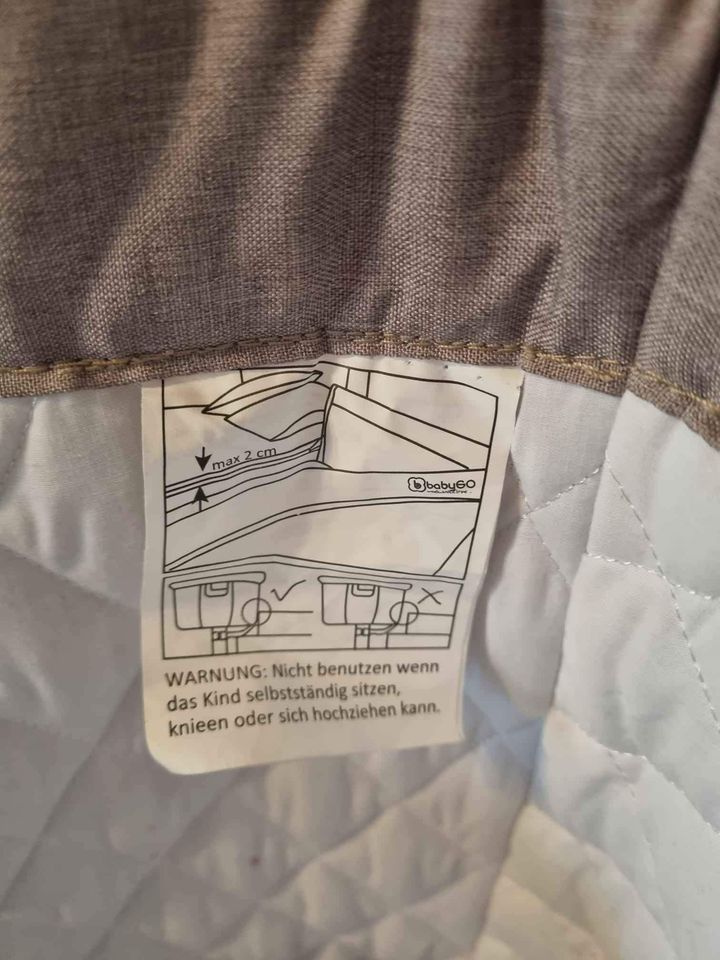 max 2 cm
babyGO
WARNUNG: Nicht benutzen wenn
das Kind selbstständig sitzen,
knieen oder sich hochziehen kann.